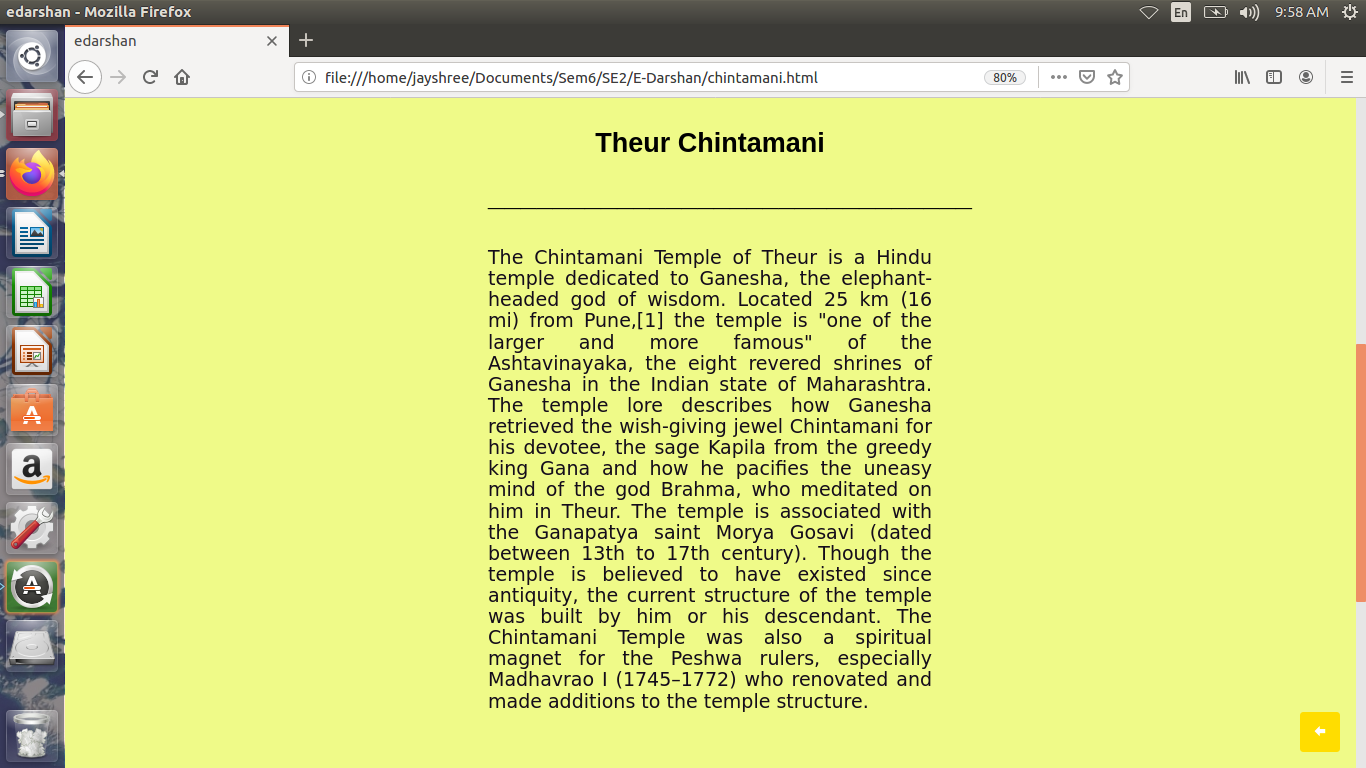 edarshan - Mozilla Firefox
En
9:58 AM
edarshan
file:///home/jayshree/Documents/Sem6/SE2/E-Darshan/chintamani.html
80%
Theur Chintamani
The Chintamani Temple of Theur is a Hindu
temple dedicated to Ganesha, the elephant-
headed god of wisdom. Located 25 km (16
mi) from Pune,[1] the temple is "one of the
larger and more famous" of the
Ashtavinayaka, the eight revered shrines of
Ganesha in the Indian state of Maharashtra.
The temple lore describes how Ganesha
retrieved the wish-giving jewel Chintamani for
his devotee, the sage Kapila from the greedy
king Gana and how he pacifies the uneasy
mind of the god Brahma, who meditated on
him in Theur. The temple is associated with
the Ganapatya saint Morya Gosavi (dated
between 13th to 17th century). Though the
temple is believed to have existed since
antiquity, the current structure of the temple
was built by him or his descendant. The
Chintamani Temple was also a spiritual
magnet for the Peshwa rulers, especially
Madhavrao I (1745–1772) who renovated and
made additions to the temple structure.